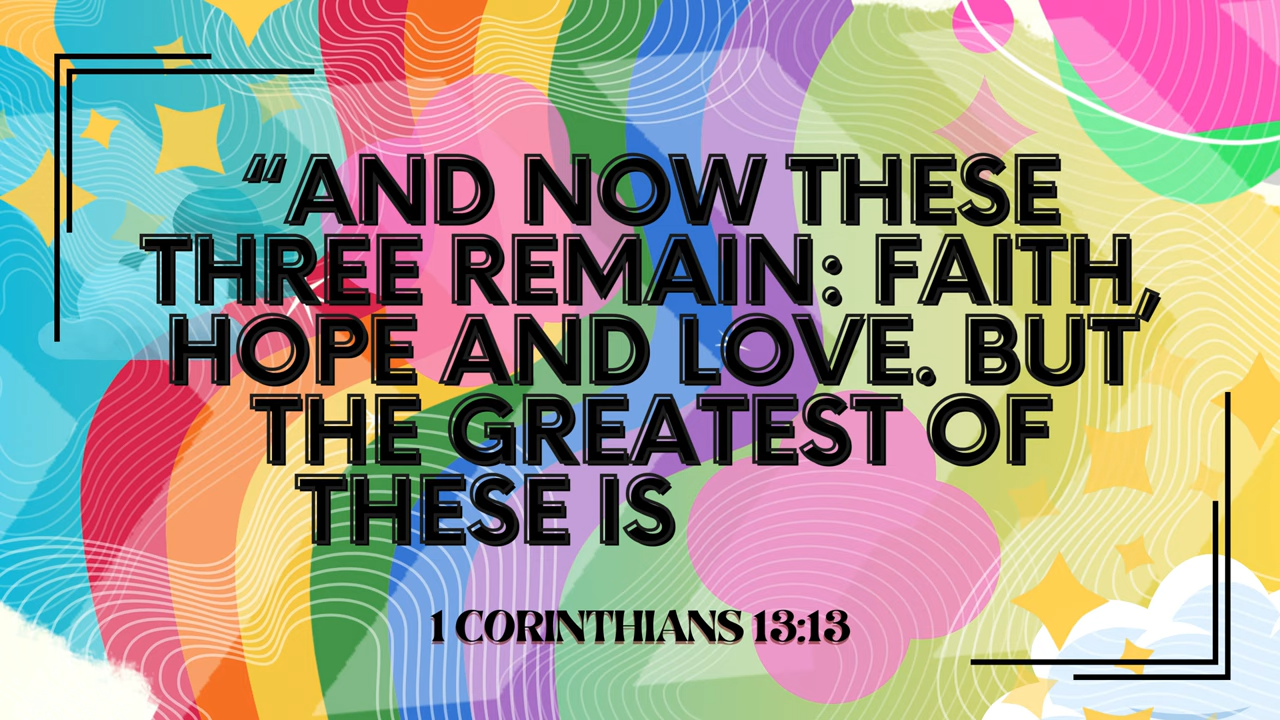 “AND NOW THESE
THREE REMAIN: FAITH,
HOPE AND LOVE. BUT
THE GREATEST OF
THESE IS
1 CORINTHIANS 13:13